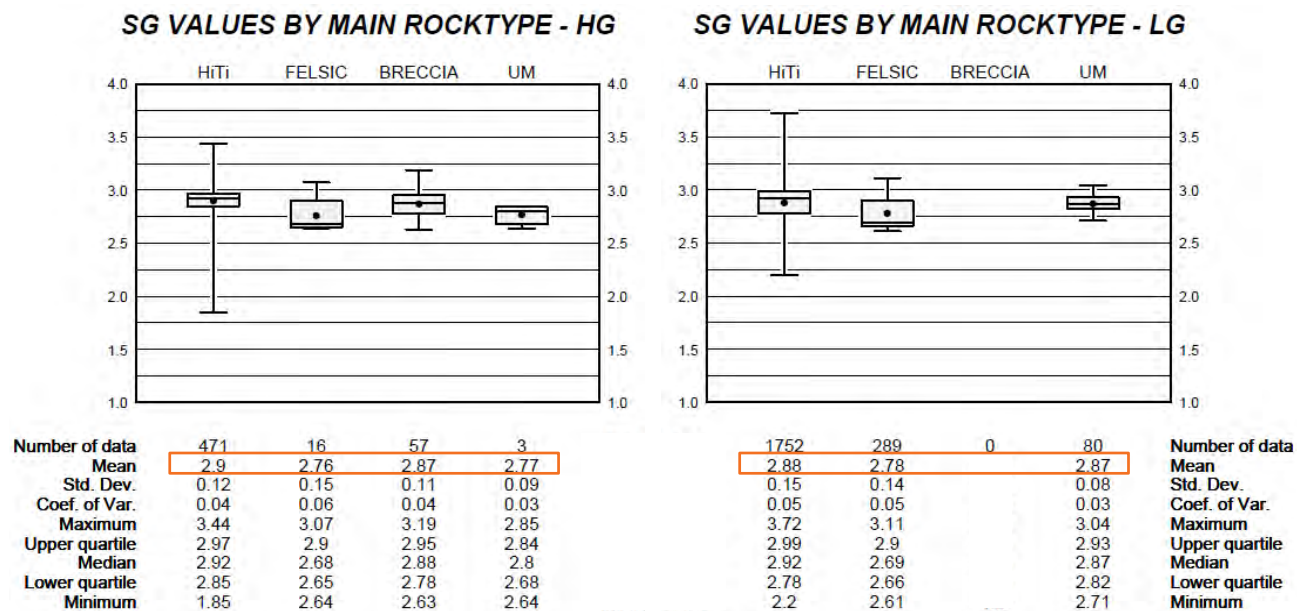 SG VALUES BY MAIN ROCKTYPE - HG
HiTi FELSIC BRECCIA UM
4.0 4.0
3.5 3.5
3.0 3.0
2.5 2.5
2.0 2.0
1.5 1.5
1.0 1.0
Number of data 471 16 57 3
Mean 2.9 2.76 2.87 2.77
Std. Dev. 0.12 0.15 0.11 0.09
Coef. of Var. 0.04 0.06 0.04 0.03
Maximum 3.44 3.07 3.19 2.85
Upper quartile 2.97 2.9 2.95 2.84
Median 2.92 2.68 2.88 2.8
Lower quartile 2.85 2.65 2.78 2.68
Minimum 1.85 2.64 2.63 2.64
SG VALUES BY MAIN ROCKTYPE - LG
HiTi FELSIC BRECCIA UM
4.0 4.0
3.5 3.5
3.0 3.0
2.5 2.5
2.0 2.0
1.5 1.5
1.0 1.0
1752 289 0 80 Number of data
2.88 2.78 2.87 Mean
0.15 0.14 0.08 Std. Dev.
0.05 0.05 0.03 Coef. of Var.
3.72 3.11 3.04 Maximum
2.99 2.9 2.93 Upper quartile
2.92 2.69 2.87 Median
2.78 2.66 2.82 Lower quartile
2.2 2.61 2.71 Minimum